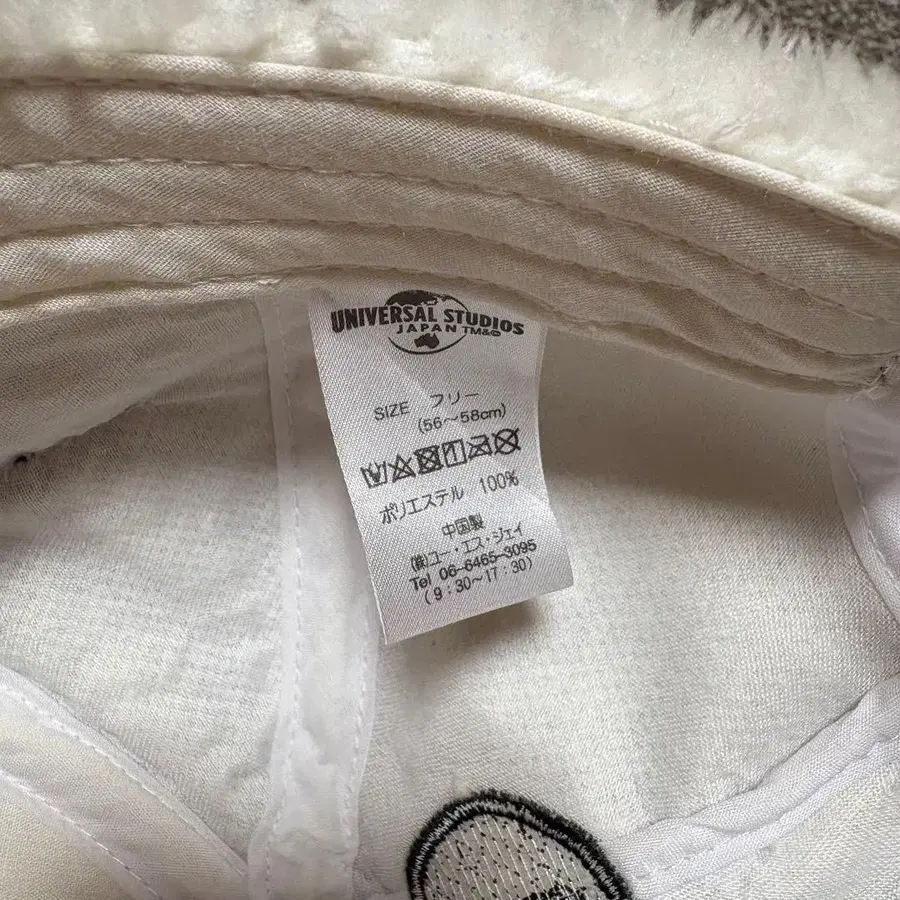 UNIVERSAL STUDIOS
JAPAN TM&©
SIZE フリー
(56～58cm)
ポリエステル 100%
中国製
(株)ユー・エス・ジェイ
Tel 06-6465-3095
(9:30～17:30)